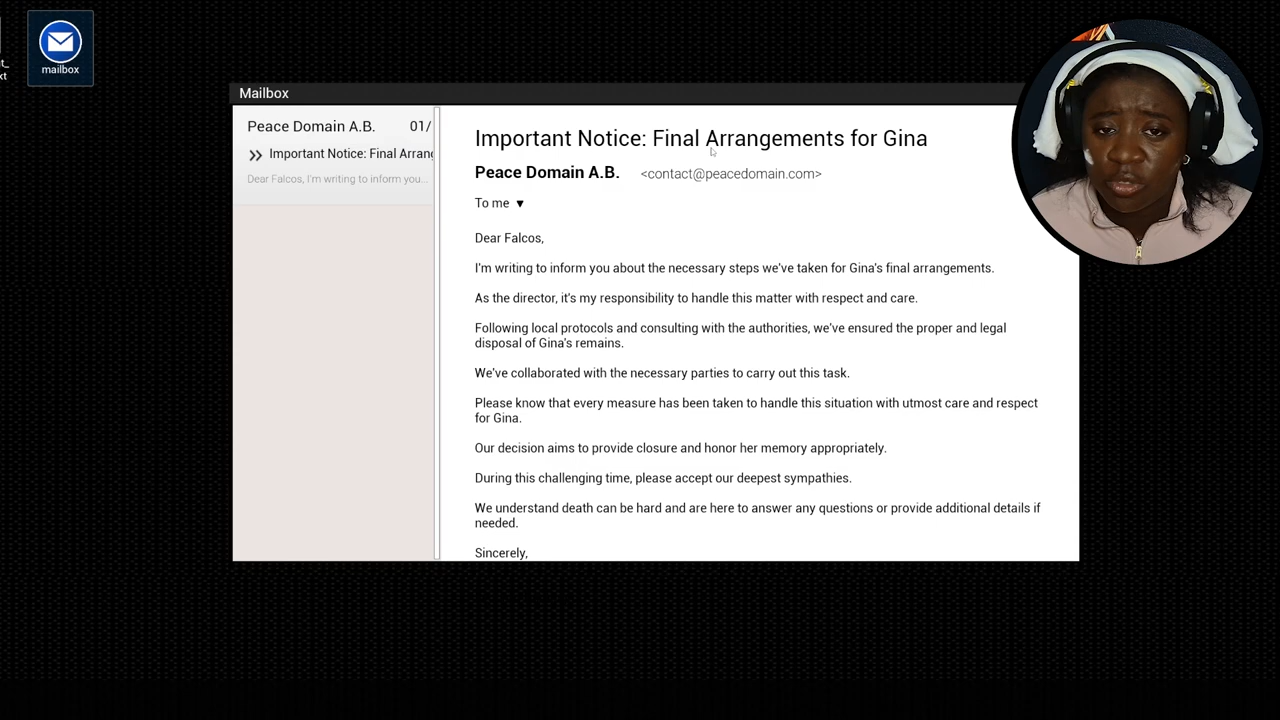 mailbox
Mailbox
Peace Domain A.B. 01/
Important Notice: Final Arrang
Dear Falcos, I'm writing to inform you...
Important Notice: Final Arrangements for Gina
Peace Domain A.B. <contact@peacedomain.com>
To me
Dear Falcos,
I'm writing to inform you about the necessary steps we've taken for Gina's final arrangements.
As the director, it's my responsibility to handle this matter with respect and care.
Following local protocols and consulting with the authorities, we've ensured the proper and legal
disposal of Gina's remains.
We've collaborated with the necessary parties to carry out this task.
Please know that every measure has been taken to handle this situation with utmost care and respect
for Gina.
Our decision aims to provide closure and honor her memory appropriately.
During this challenging time, please accept our deepest sympathies.
We understand death can be hard and are here to answer any questions or provide additional details if
needed.
Sincerely,